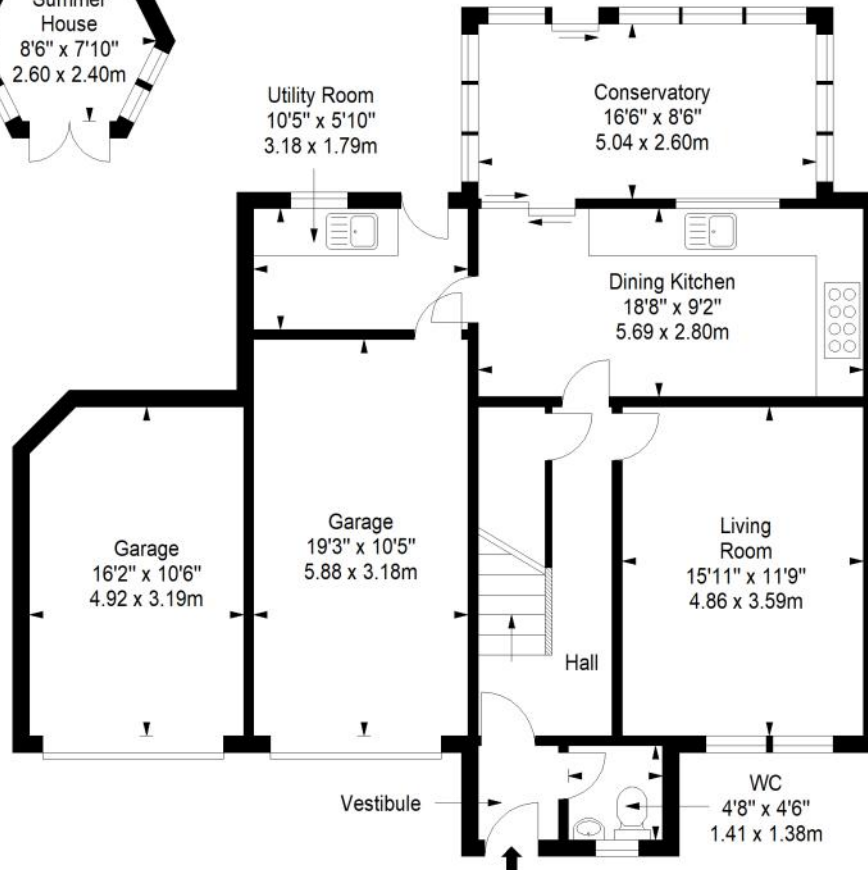 Summer
House
8'6" x 7'10"
2.60 x 2.40m
Utility Room
10'5" x 5'10"
3.18 x 1.79m
Conservatory
16'6" x 8'6"
5.04 x 2.60m
Dining Kitchen
18'8" x 9'2"
5.69 x 2.80m
Garage
16'2" x 10'6"
4.92 x 3.19m
Garage
19'3" x 10'5"
5.88 x 3.18m
Living
Room
15'11" x 11'9"
4.86 x 3.59m
Hall
Vestibule
WC
4'8" x 4'6"
1.41 x 1.38m